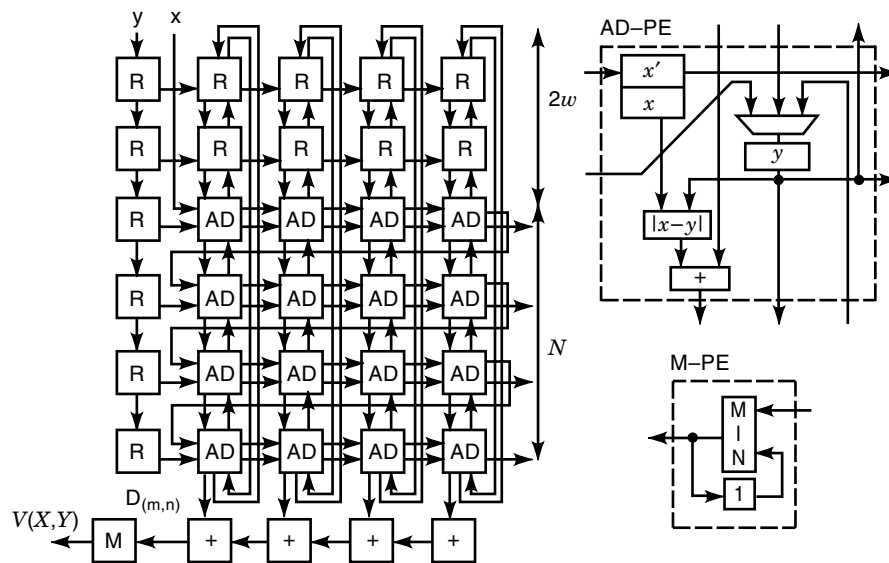 y x
AD–PE
R R R R R
x′
x
2w
R R R R R
y
R AD AD AD AD
|x–y|
+
R AD AD AD AD
N
R AD AD AD AD
M–PE
M
I
N
R AD AD AD AD
1
D(m,n)
V(X,Y)
M + + + +